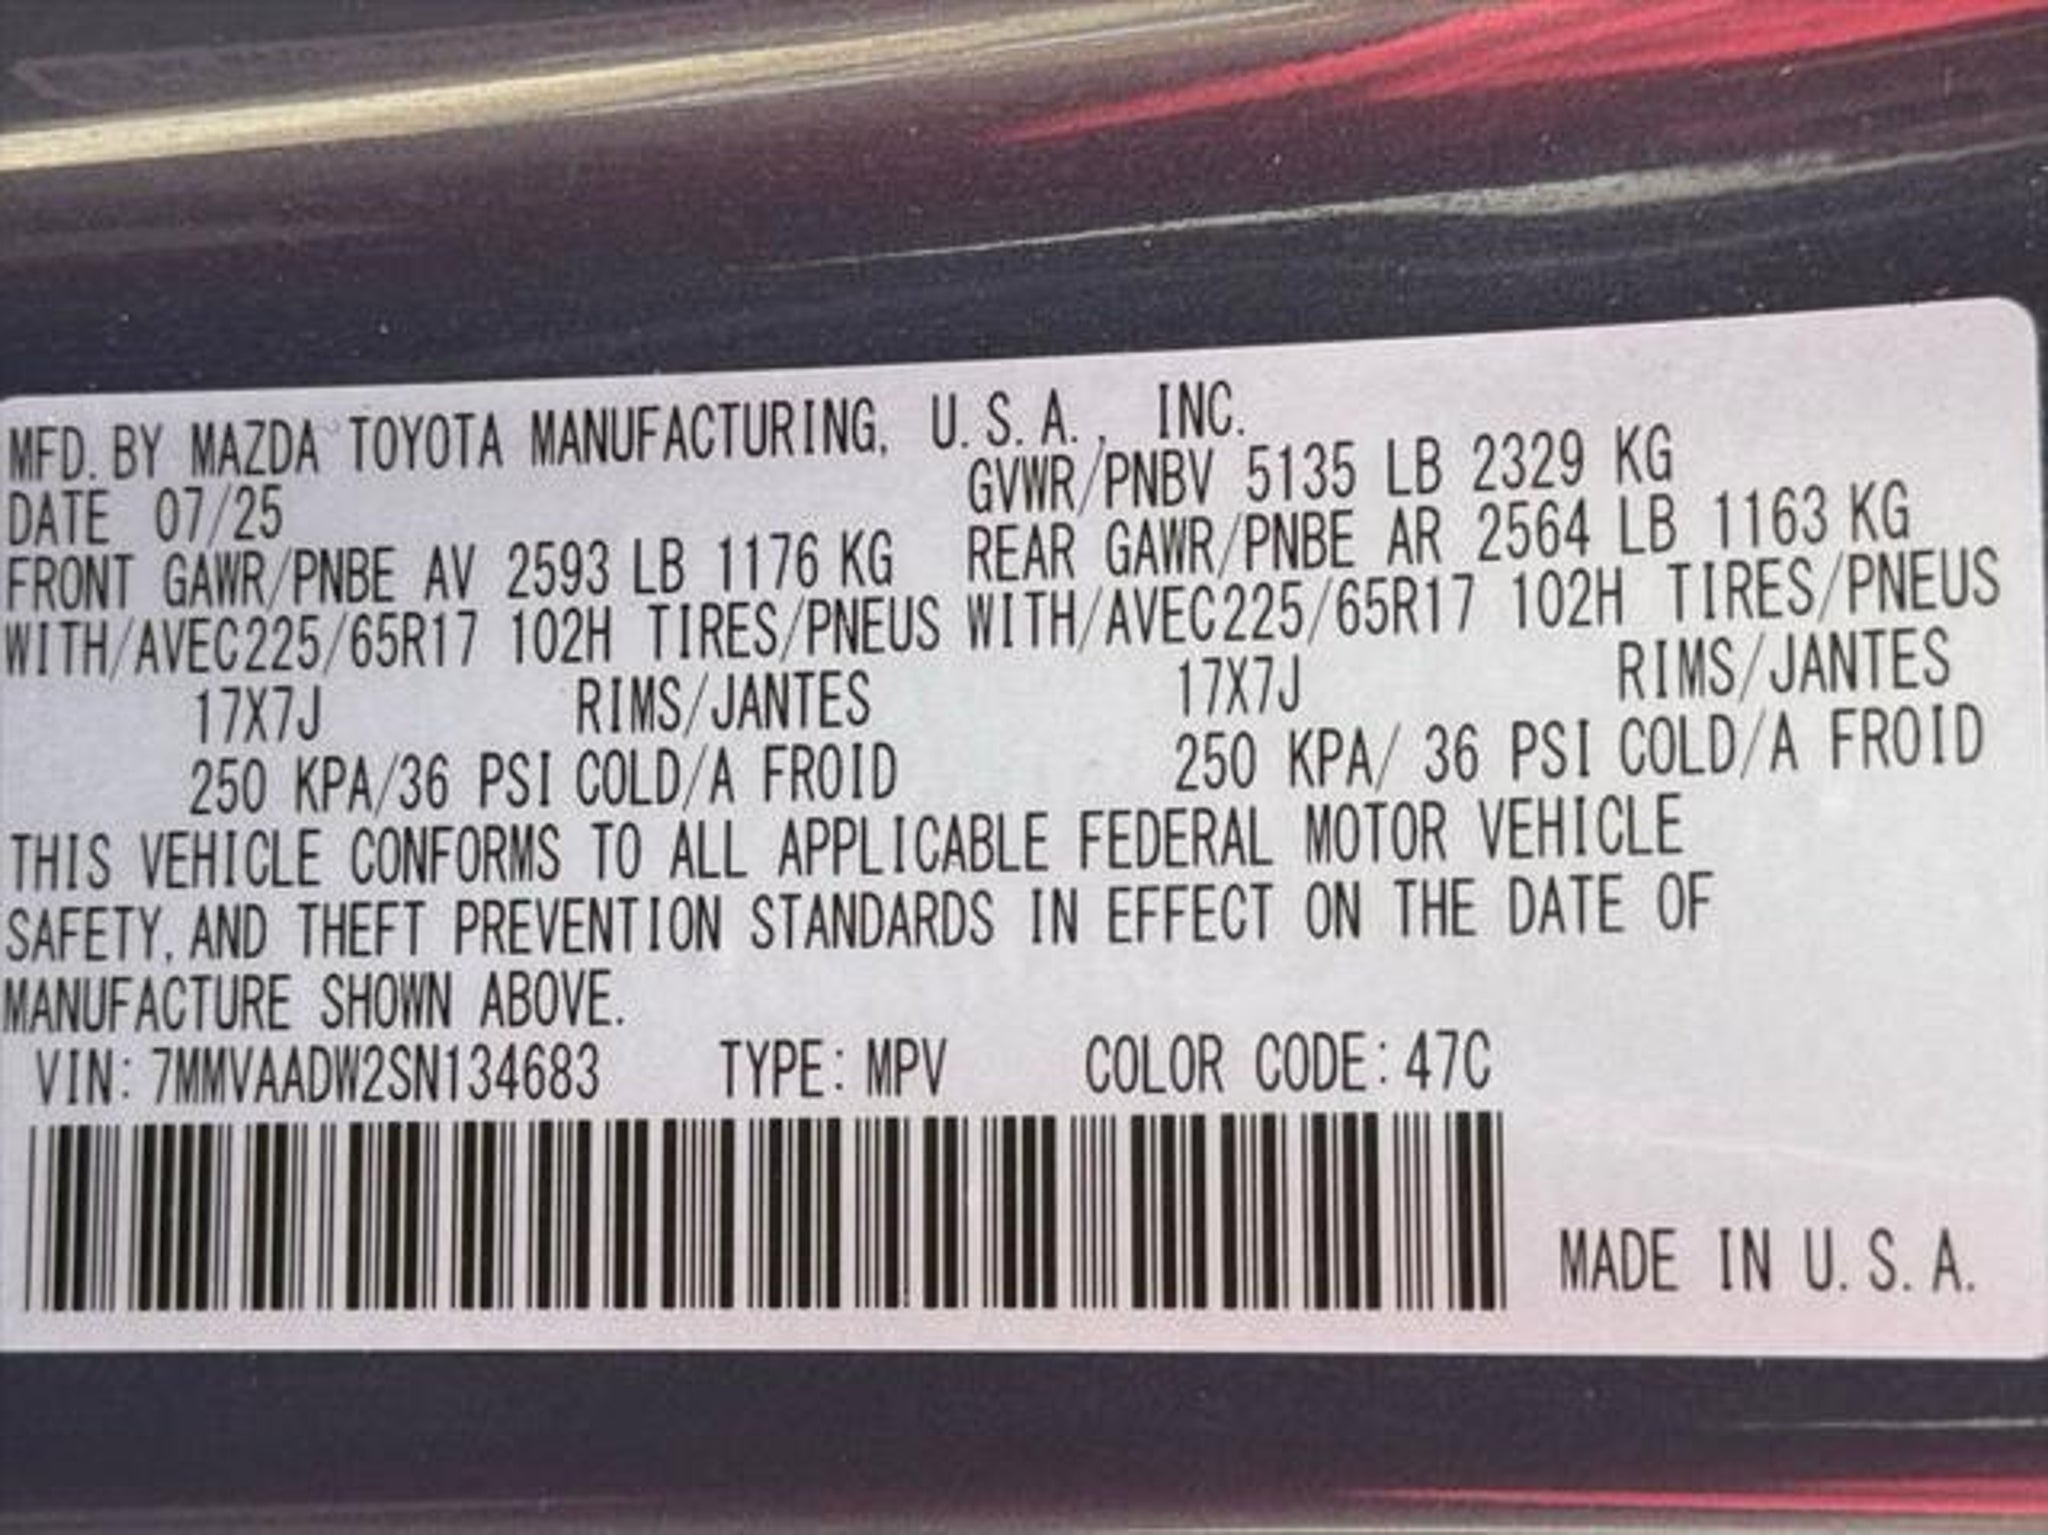 MFD. BY MAZDA TOYOTA MANUFACTURING, U.S.A., INC.
DATE 07/25 GVWR/PNBV 5135 LB 2329 KG
FRONT GAWR/PNBE AV 2593 LB 1176 KG REAR GAWR/PNBE AR 2564 LB 1163 KG
WITH/AVEC225/65R17 102H TIRES/PNEUS WITH/AVEC225/65R17 102H TIRES/PNEUS
17X7J RIMS/JANTES 17X7J RIMS/JANTES
250 KPA/36 PSI COLD/A FROID 250 KPA/ 36 PSI COLD/A FROID
THIS VEHICLE CONFORMS TO ALL APPLICABLE FEDERAL MOTOR VEHICLE
SAFETY, AND THEFT PREVENTION STANDARDS IN EFFECT ON THE DATE OF
MANUFACTURE SHOWN ABOVE.
VIN: 7MMVAADW2SN134683 TYPE: MPV COLOR CODE: 47C
MADE IN U.S.A.